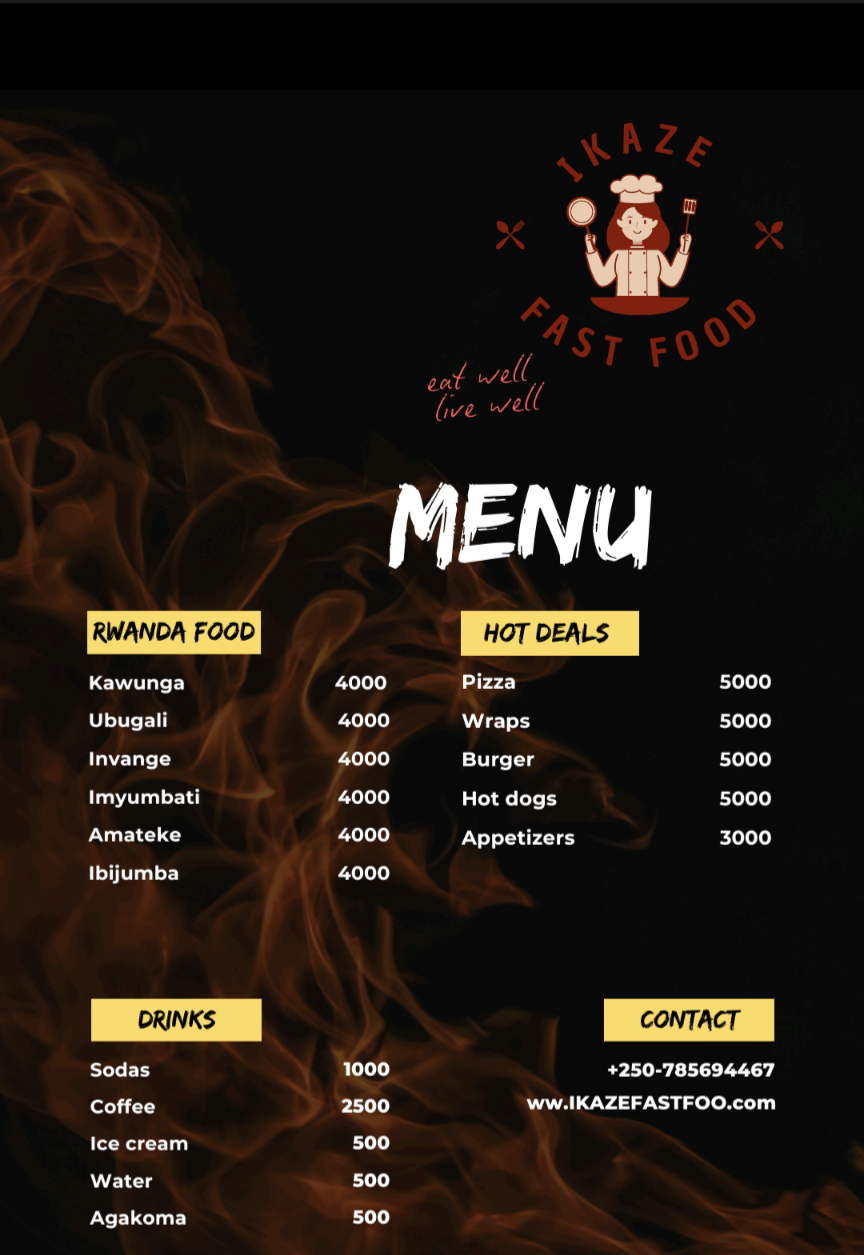 IKAZE
FAST FOOD
eat well
live well
MENU
RWANDA FOOD
Kawunga 4000
Ubugali 4000
Invange 4000
Imyumbati 4000
Amateke 4000
Ibijumba 4000
HOT DEALS
Pizza 5000
Wraps 5000
Burger 5000
Hot dogs 5000
Appetizers 3000
DRINKS
Sodas 1000
Coffee 2500
Ice cream 500
Water 500
Agakoma 500
CONTACT
+250-785694467
ww.IKAZEFASTFOO.com